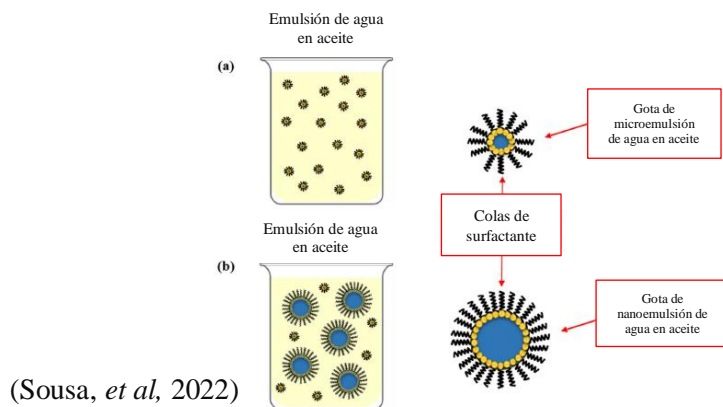 Emulsión de agua
en aceite
(a)
Gota de
microemulsión
de agua en aceite
Colas de
surfactante
Emulsión de agua
en aceite
(b)
Gota de
nanoemulsión de
agua en aceite
(Sousa, et al, 2022)